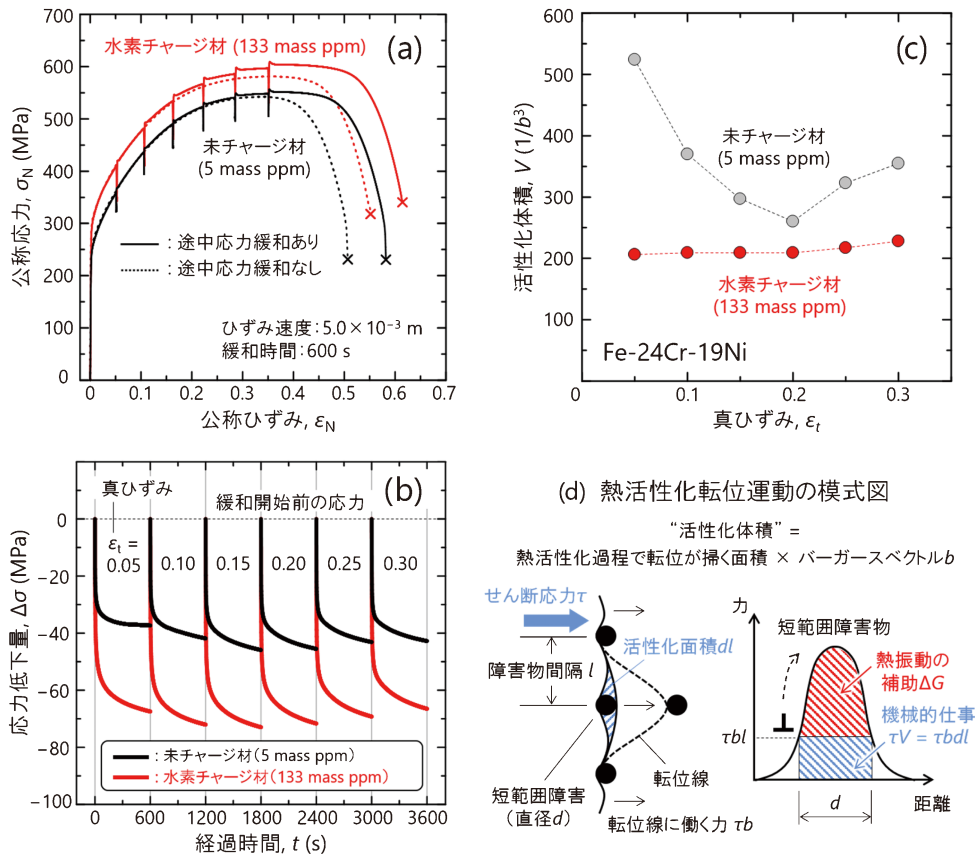 (a)
水素チャージ材 (133 mass ppm)
未チャージ材
(5 mass ppm)
: 途中応力緩和あり
: 途中応力緩和なし
ひずみ速度：5.0×10⁻³ m
緩和時間：600 s
公称応力, σN (MPa)
700
600
500
400
300
200
100
0
0 0.1 0.2 0.3 0.4 0.5 0.6 0.7
公称ひずみ, εN
(c)
未チャージ材
(5 mass ppm)
水素チャージ材
(133 mass ppm)
Fe-24Cr-19Ni
活性化体積, V (1/b³)
600
500
400
300
200
100
0
0 0.1 0.2 0.3
真ひずみ, εt
(b)
真ひずみ
緩和開始前の応力
εt =
0.05 0.10 0.15 0.20 0.25 0.30
応力低下量, Δσ (MPa)
0
−20
−40
−60
−80
−100
: 未チャージ材（5 mass ppm）
: 水素チャージ材（133 mass ppm）
0 600 1200 1800 2400 3000 3600
経過時間, t (s)
(d) 熱活性化転位運動の模式図
“活性化体積” =
熱活性化過程で転位が掃く面積 × バーガースベクトルb
せん断応力τ
活性化面積dl
障害物間隔 l
短範囲障害
（直径d）
転位線
転位線に働く力 τb
力
短範囲障害物
熱振動の
補助ΔG
機械的仕事
τV = τbdl
τbl
d
距離